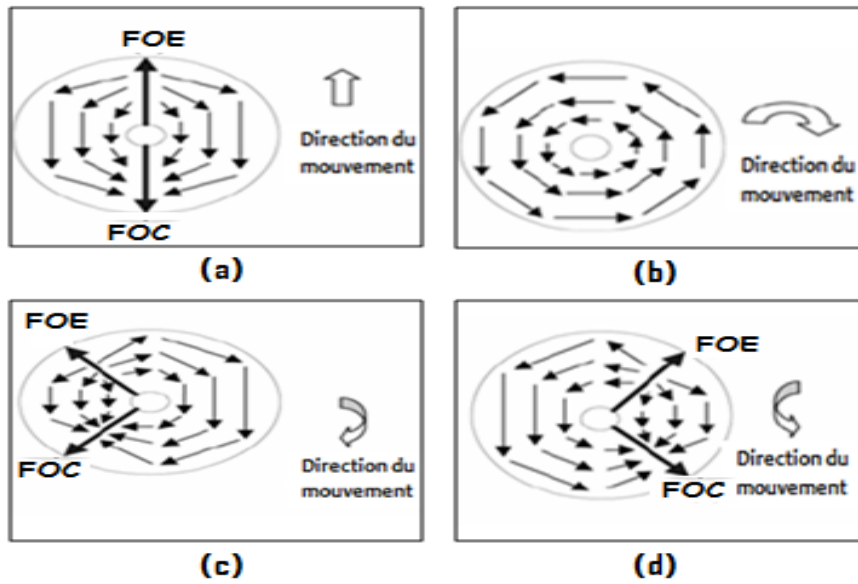 FOE
Direction du
mouvement
FOC
(a)
Direction du
mouvement
(b)
FOE
FOC
Direction du
mouvement
(c)
FOE
FOC
Direction du
mouvement
(d)